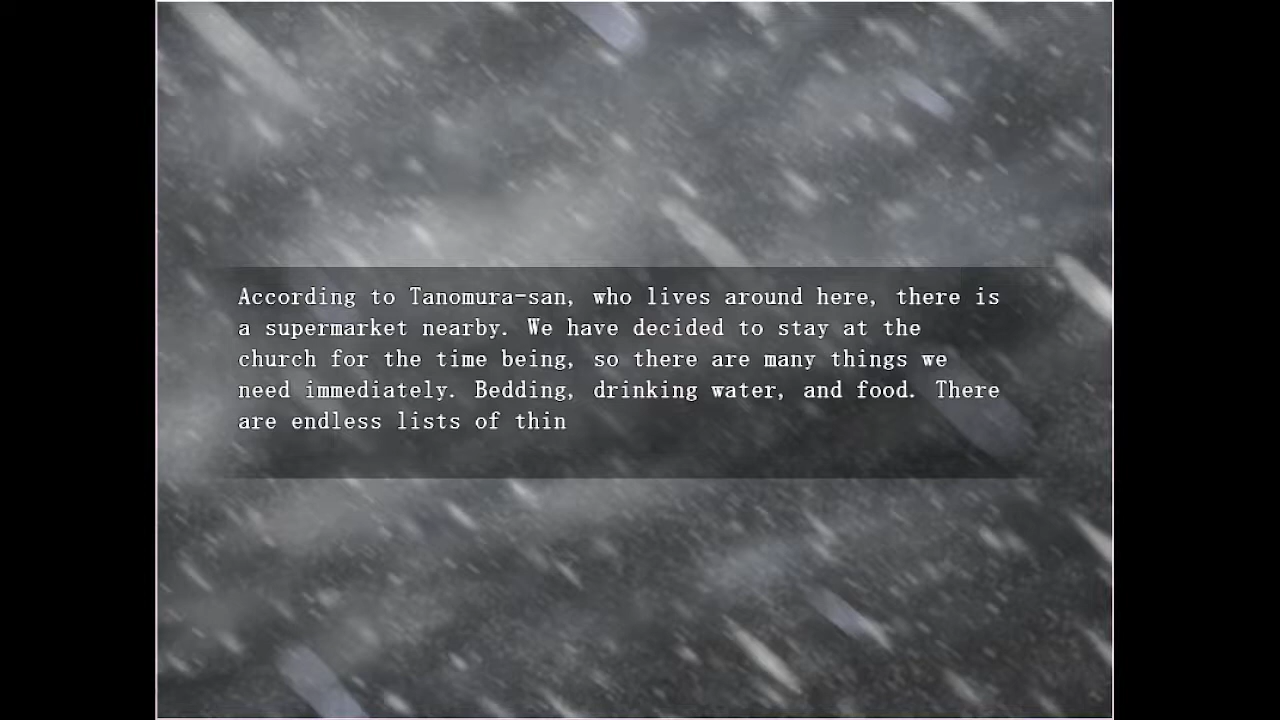 According to Tanomura-san, who lives around here, there is
a supermarket nearby. We have decided to stay at the
church for the time being, so there are many things we
need immediately. Bedding, drinking water, and food. There
are endless lists of thin